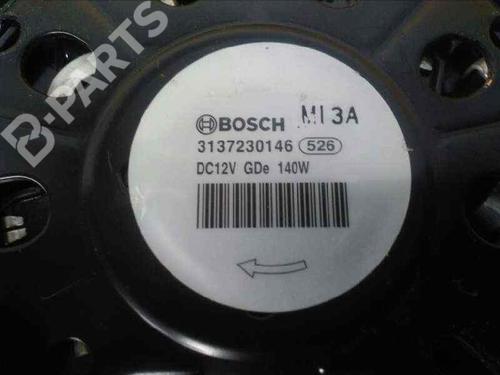 B-PARTS
BOSCH MI 3A
3137230146 526
DC12V GDe 140W